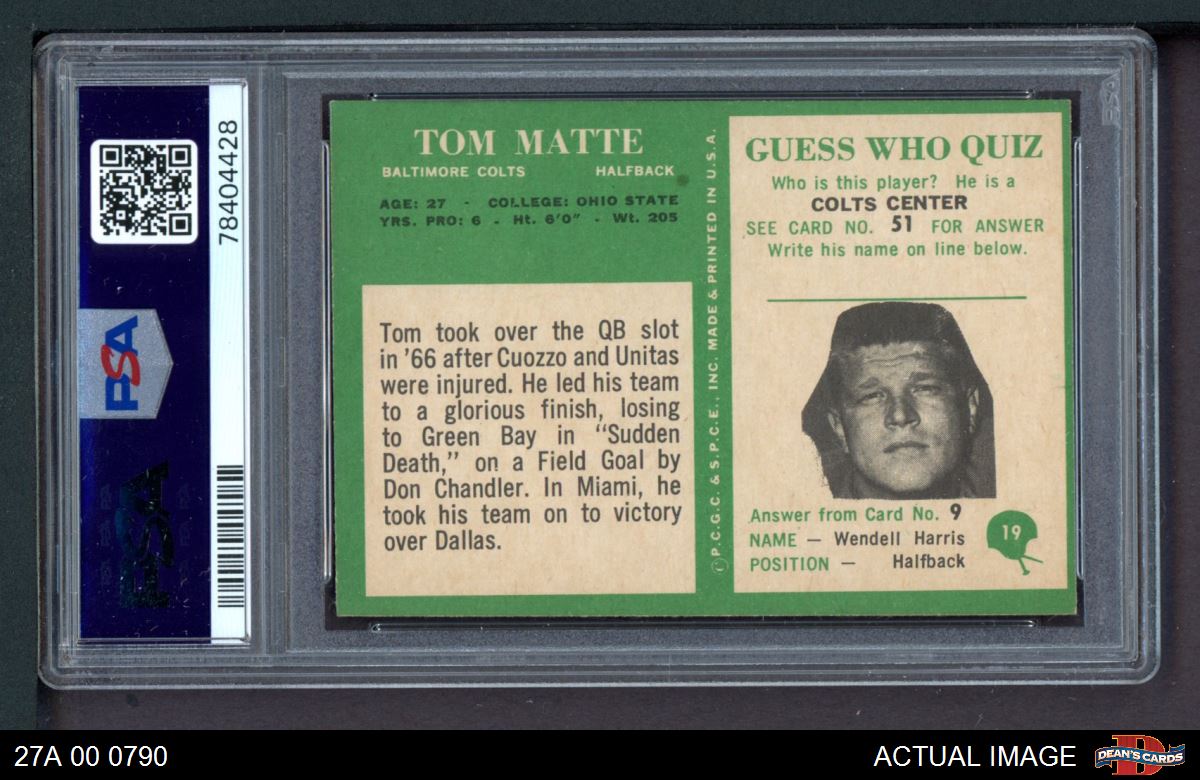 78404428
PSA
PSA
TOM MATTE
BALTIMORE COLTS HALFBACK
AGE: 27 - COLLEGE: OHIO STATE
YRS. PRO: 6 - Ht. 6'0" - Wt. 205
Tom took over the QB slot
in '66 after Cuozzo and Unitas
were injured. He led his team
to a glorious finish, losing
to Green Bay in “Sudden
Death,” on a Field Goal by
Don Chandler. In Miami, he
took his team on to victory
over Dallas.
©P.C.G.C. & S.P.C.E., INC. MADE & PRINTED IN U.S.A.
GUESS WHO QUIZ
Who is this player? He is a
COLTS CENTER
SEE CARD NO. 51 FOR ANSWER
Write his name on line below.
Answer from Card No. 9
NAME — Wendell Harris
POSITION — Halfback
19
27A 00 0790
ACTUAL IMAGE
DEAN'S CARDS